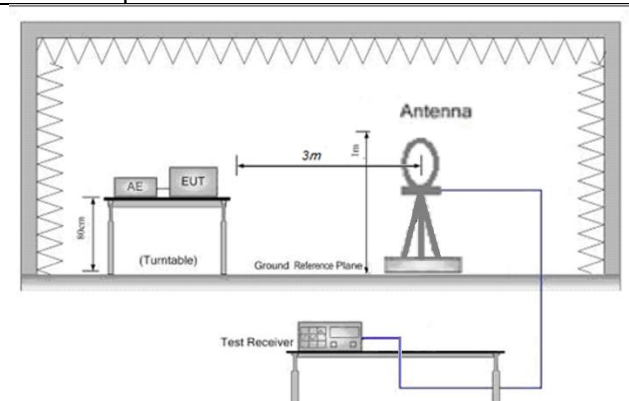 Antenna
3m
1m
AE
EUT
80cm
(Turntable)
Ground Reference Plane
Test Receiver